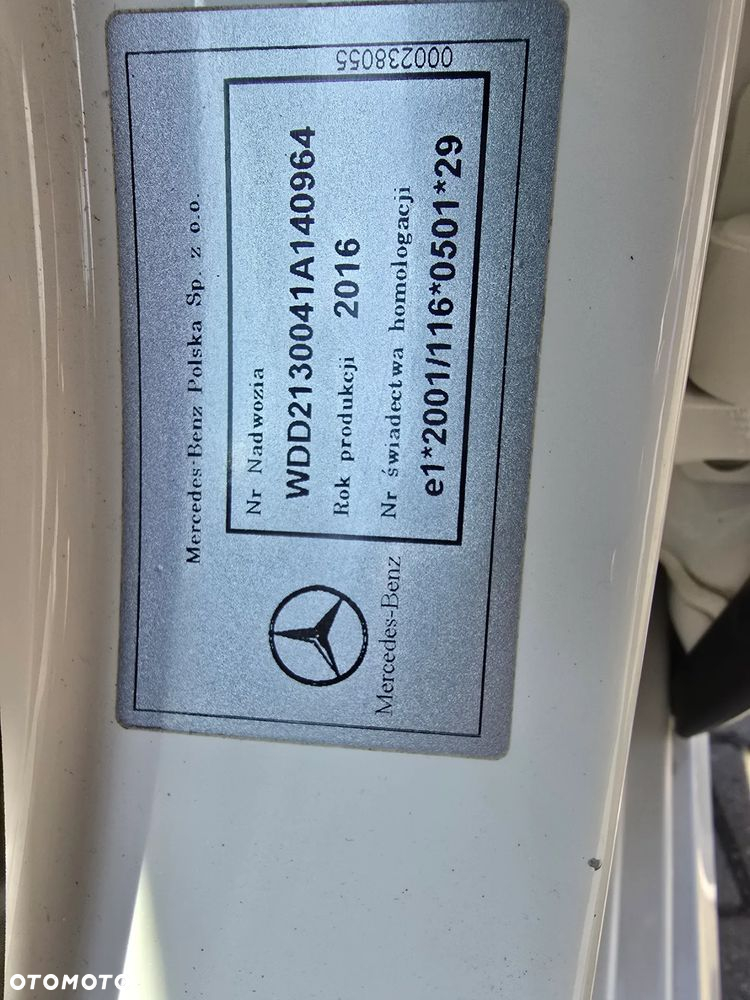 Mercedes-Benz Polska Sp. z o.o.
Nr Nadwozia
WDD2130041A140964
Rok produkcji 2016
Nr świadectwa homologacji
e1*2001/116*0501*29
Mercedes-Benz
000238055
OTOMOTO